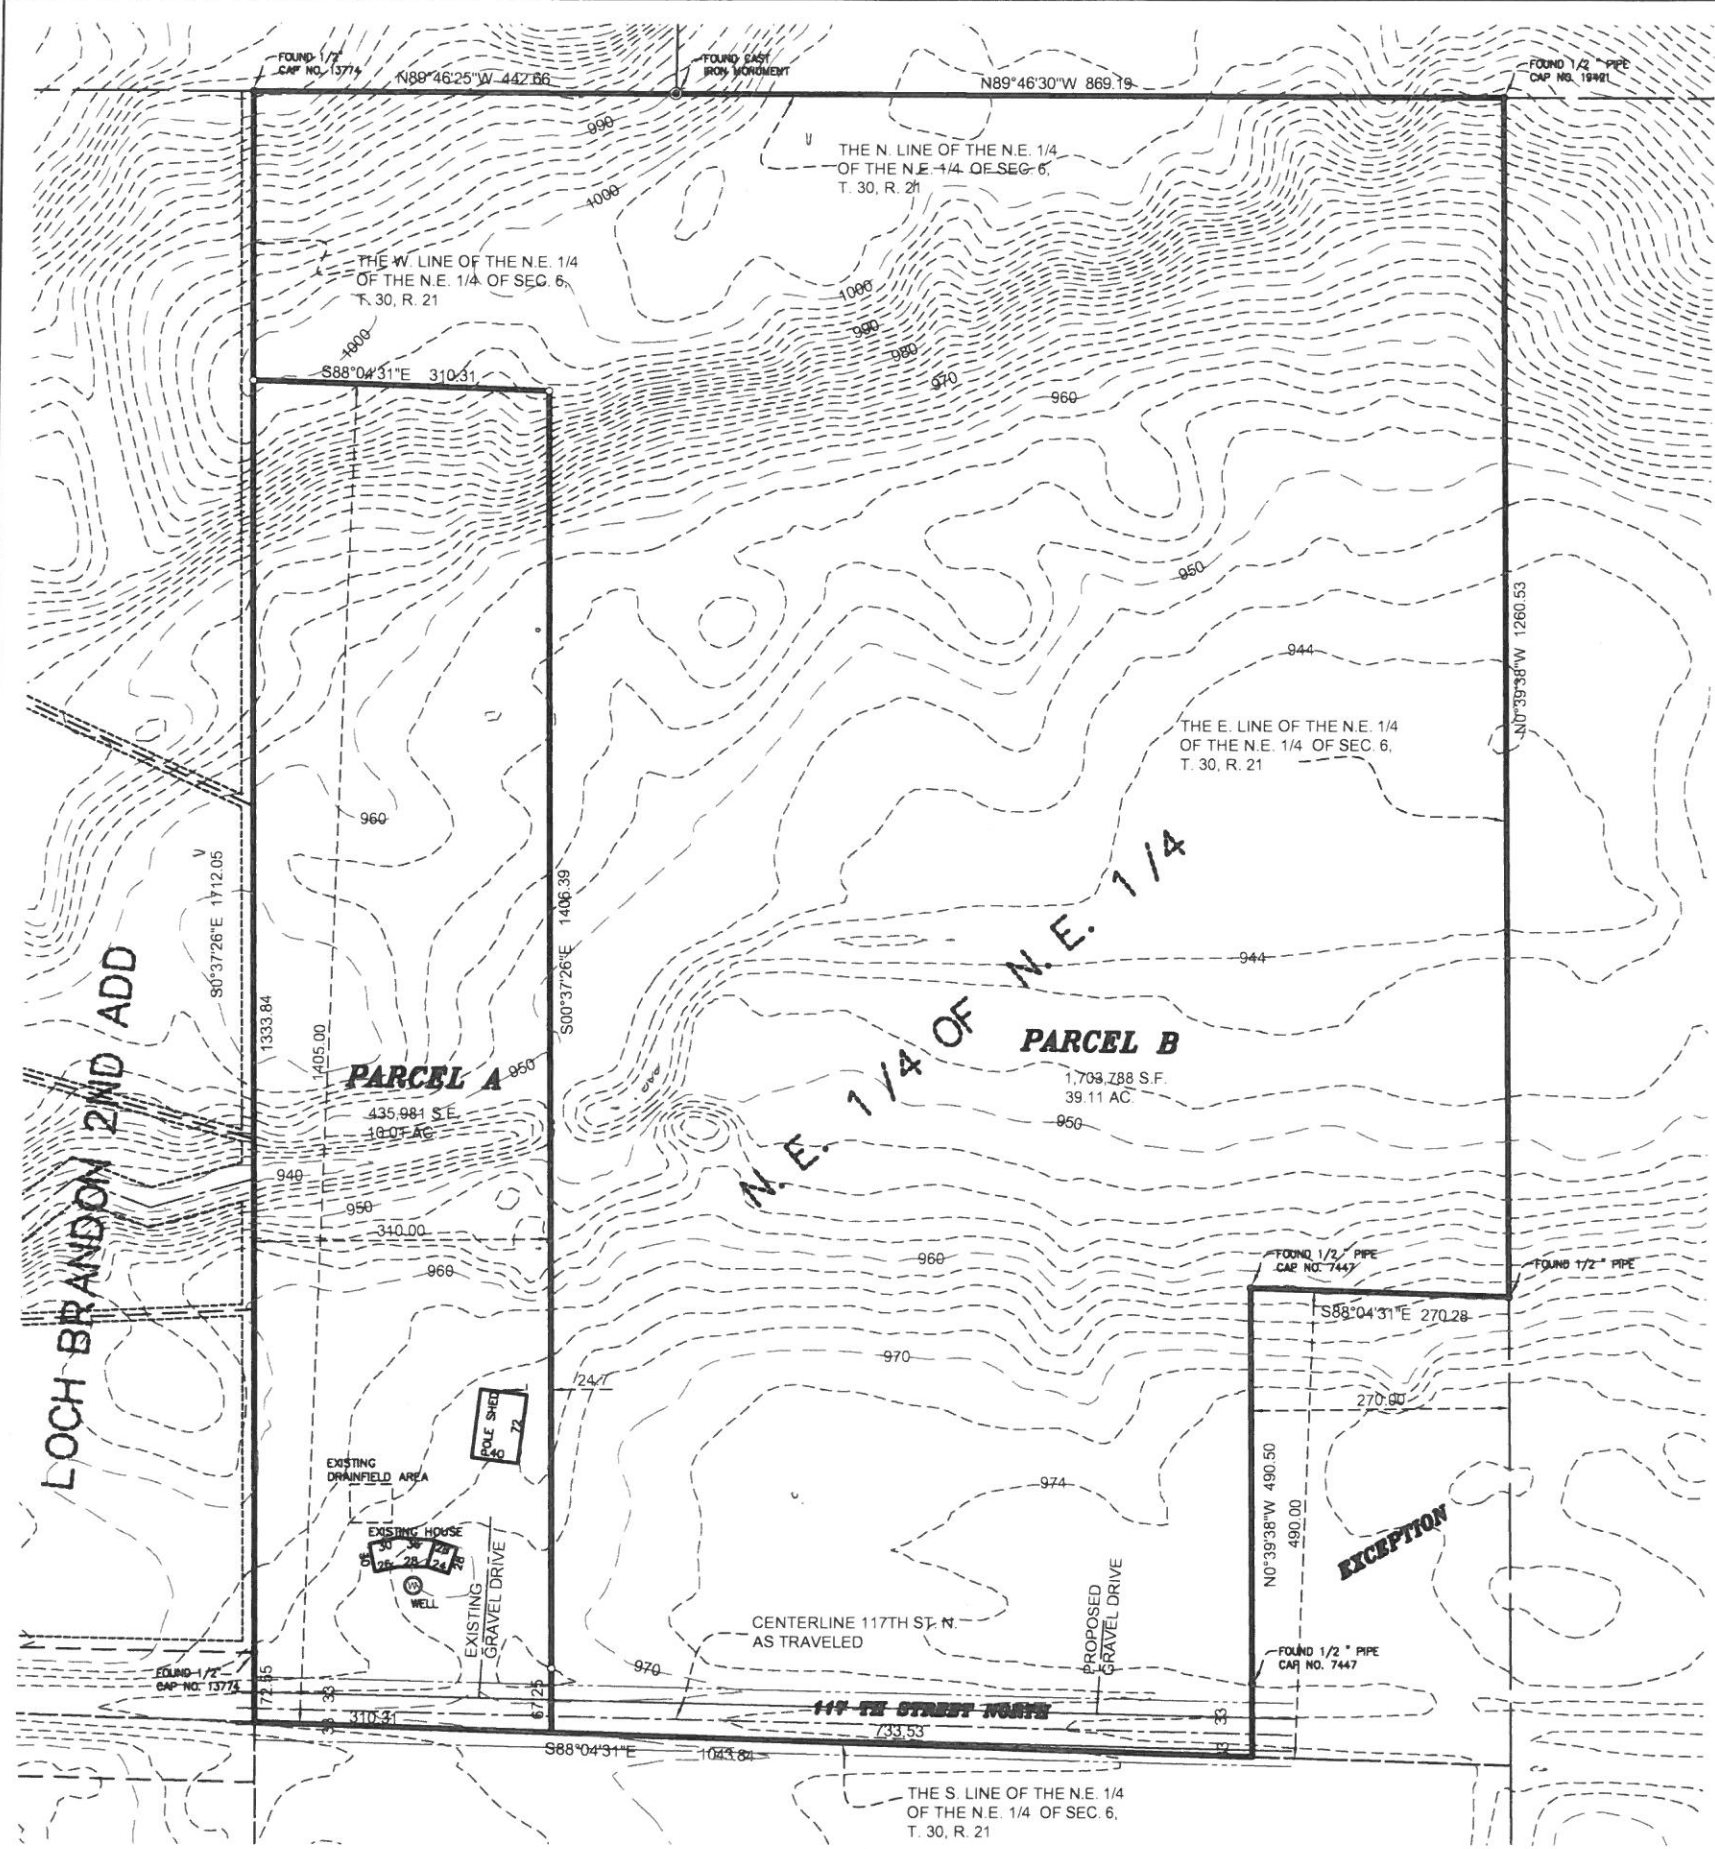 FOUND 1/2"
CAP NO. 13774
N89°46'25"W 442.66
FOUND CAST
IRON MONUMENT
N89°46'30"W 869.19
FOUND 1/2 " PIPE
CAP NO. 19421
990
THE N. LINE OF THE N.E. 1/4
OF THE N.E. 1/4 OF SEC. 6,
T. 30, R. 21
1000
THE W. LINE OF THE N.E. 1/4
OF THE N.E. 1/4 OF SEC. 6,
T. 30, R. 21
1000
990
980
970
960
1000
S88°04'31"E 310.31
950
N0°39'38"W 1260.53
944
THE E. LINE OF THE N.E. 1/4
OF THE N.E. 1/4 OF SEC. 6,
T. 30, R. 21
960
S0°37'26"E 1712.05
S00°37'26"E 1406.39
N.E. 1/4 OF N.E. 1/4
944
LOCH BRANDON 2ND ADD
1333.84
1405.00
PARCEL A
435,981 S.F.
10.01 AC
950
PARCEL B
1,703,788 S.F.
39.11 AC.
950
940
950
310.00
960
960
FOUND 1/2 " PIPE
CAP NO. 7447
FOUND 1/2 " PIPE
S88°04'31"E 270.28
970
24.7
270.00
POLE SHED
72
40
EXISTING
DRAINFIELD AREA
974
N0°39'38"W 490.50
490.00
EXCEPTION
EXISTING HOUSE
30 36 28
30 28
28 24
WELL
EXISTING
GRAVEL DRIVE
PROPOSED
GRAVEL DRIVE
CENTERLINE 117TH ST. N.
AS TRAVELED
970
FOUND 1/2 " PIPE
CAP NO. 7447
FOUND 1/2"
CAP NO. 13774
72.55
33
33
67.25
310.31
117 TH STREET NORTH
733.53
33
33
S88°04'31"E 1043.84
THE S. LINE OF THE N.E. 1/4
OF THE N.E. 1/4 OF SEC. 6,
T. 30, R. 21